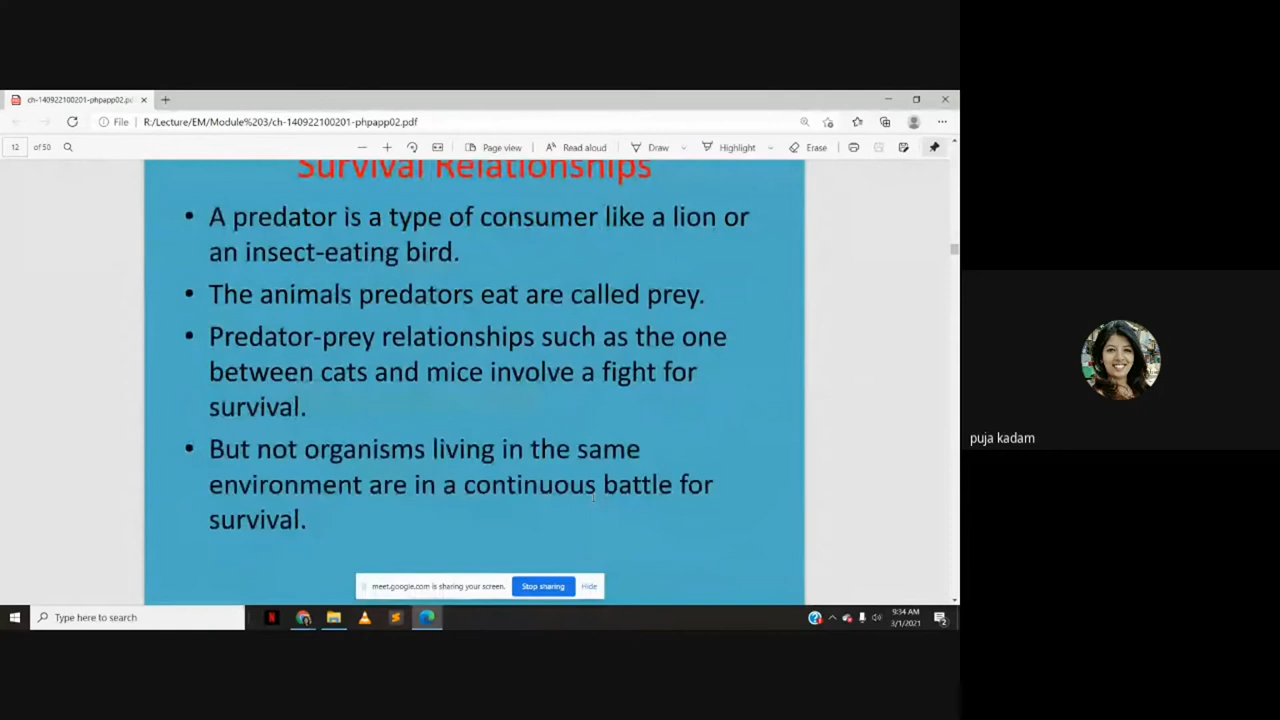 ch-140922100201-phpapp02.pdf
File R:/Lecture/EM/Module%203/ch-140922100201-phpapp02.pdf
12 of 50 Page view Read aloud Draw Highlight Erase
Survival Relationships
• A predator is a type of consumer like a lion or
an insect-eating bird.
• The animals predators eat are called prey.
• Predator-prey relationships such as the one
between cats and mice involve a fight for
survival.
• But not organisms living in the same
environment are in a continuous battle for
survival.
puja kadam
meet.google.com is sharing your screen. Stop sharing Hide
Type here to search
9:34 AM
3/1/2021